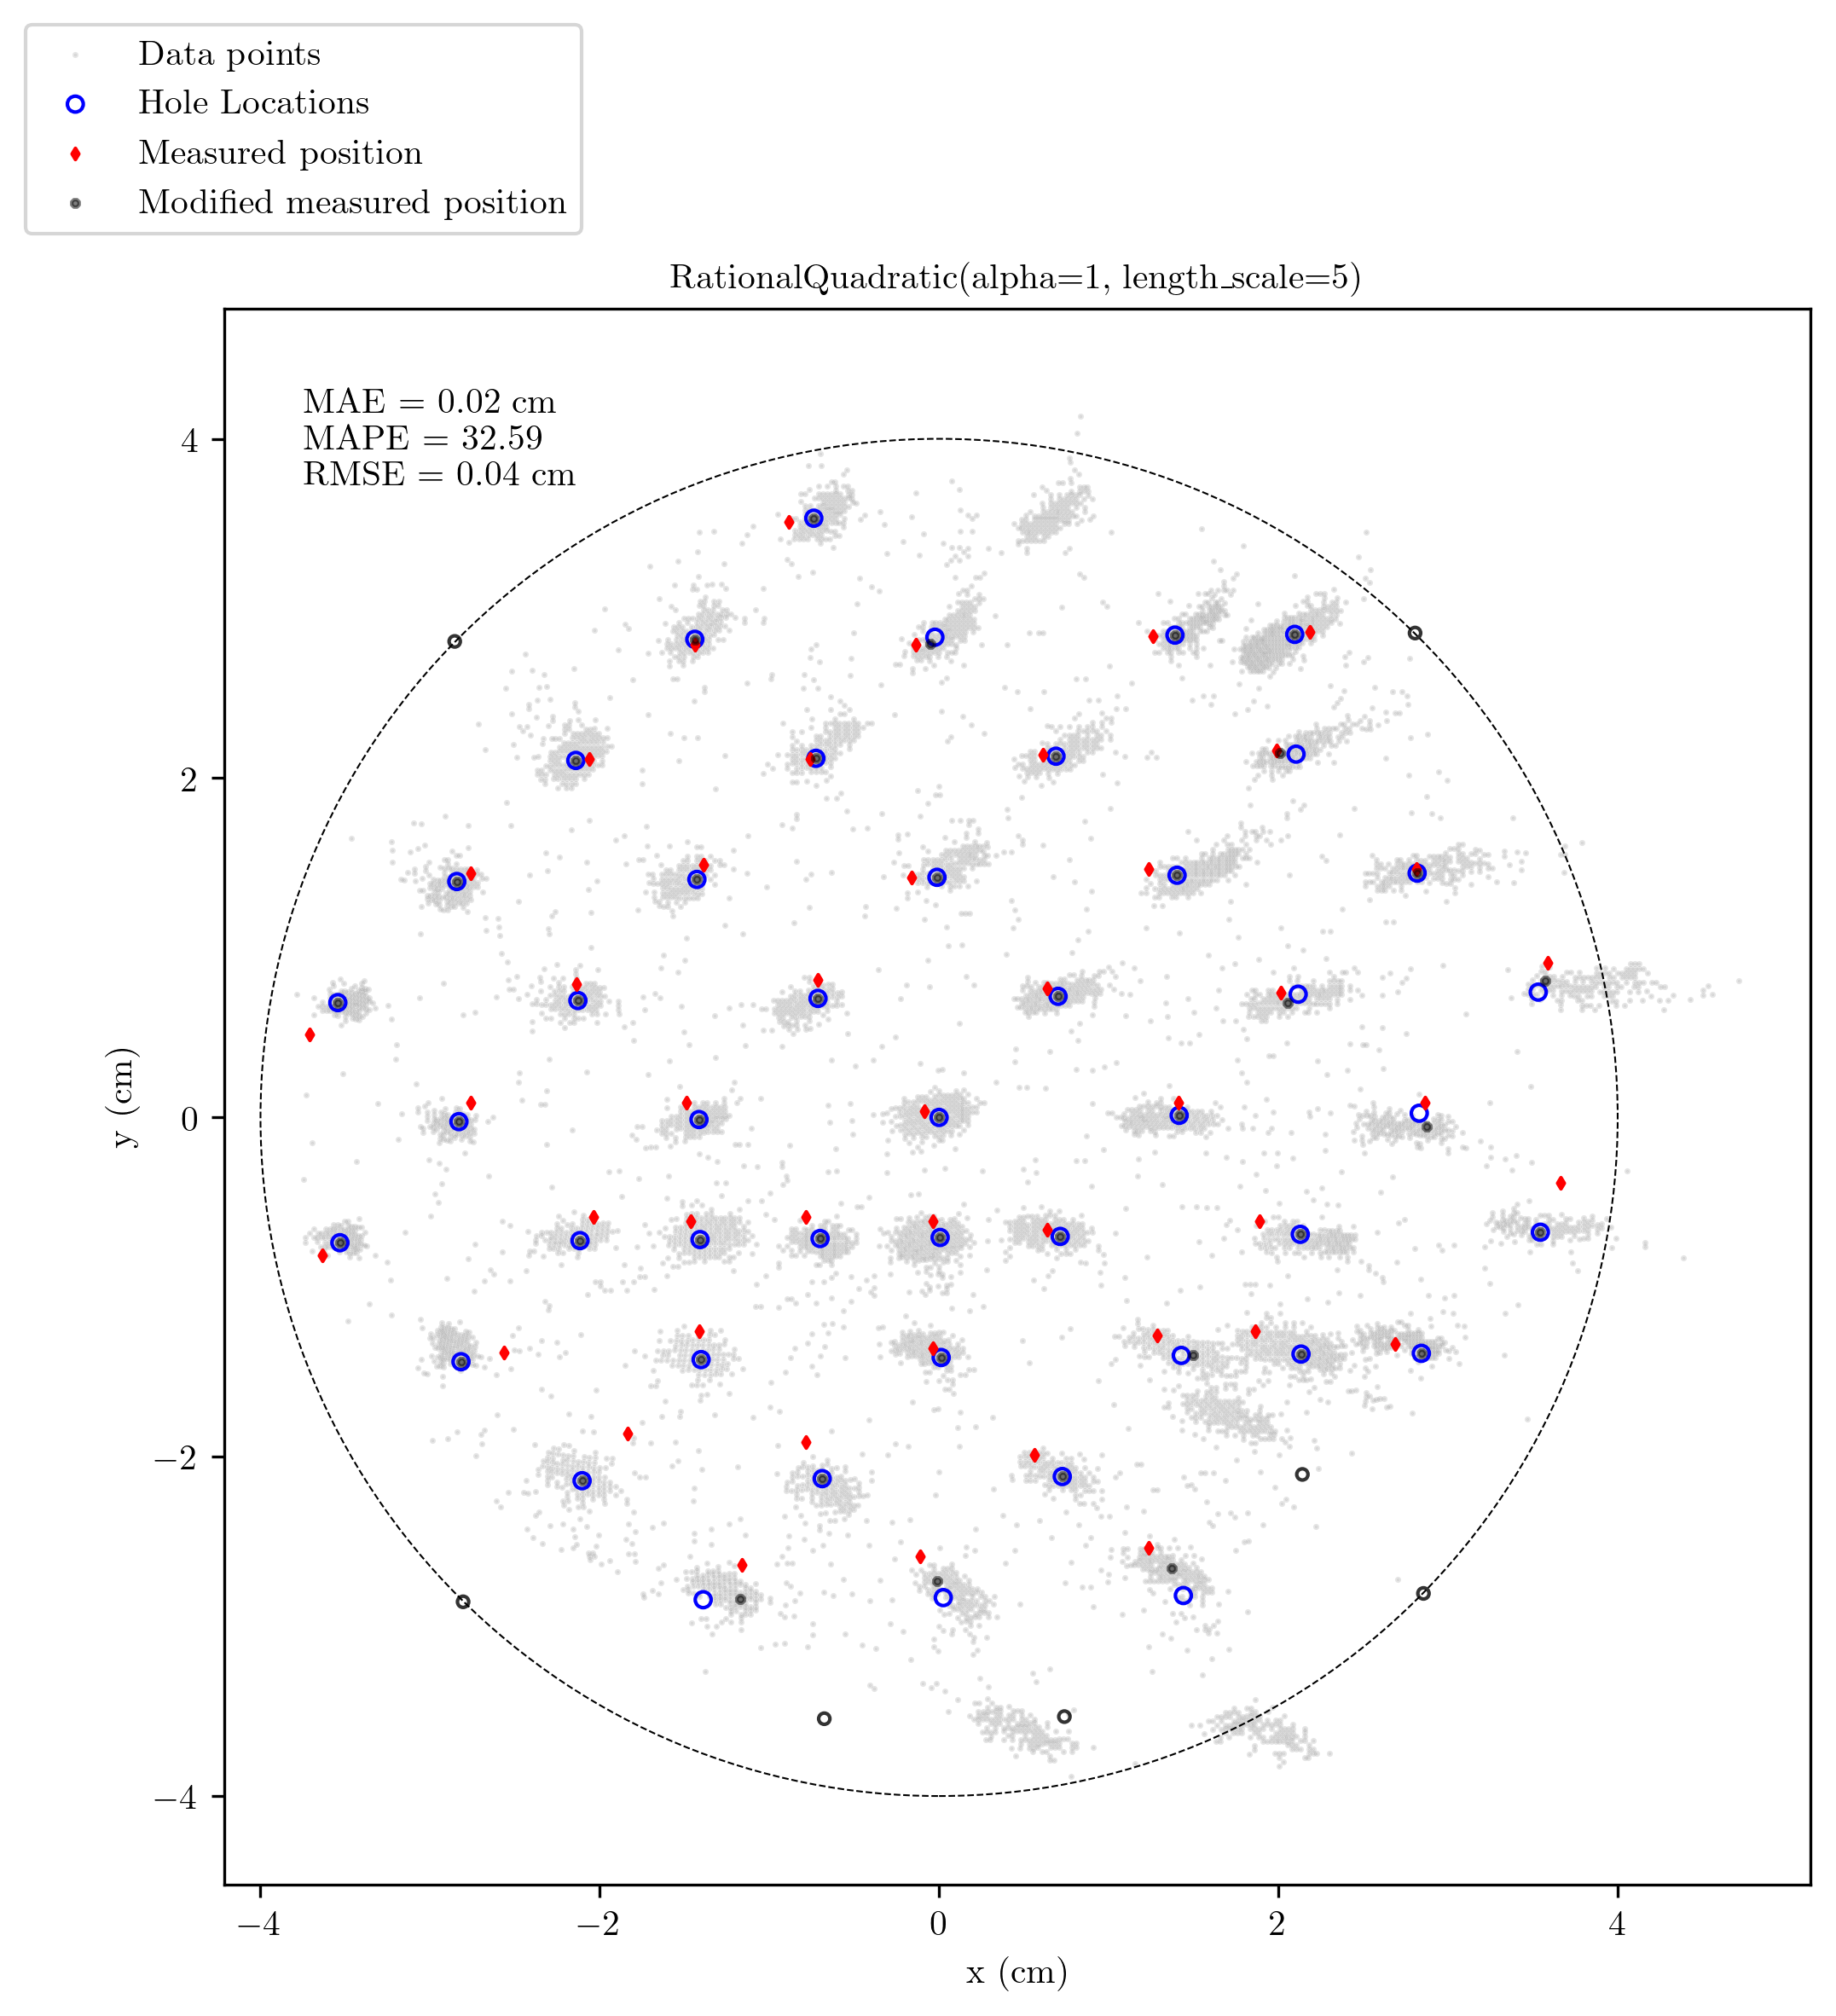 Data points
Hole Locations
Measured position
Modified measured position
RationalQuadratic(alpha=1, length_scale=5)
MAE = 0.02 cm
MAPE = 32.59
RMSE = 0.04 cm
4
2
0
−2
−4
y (cm)
−4 −2 0 2 4
x (cm)